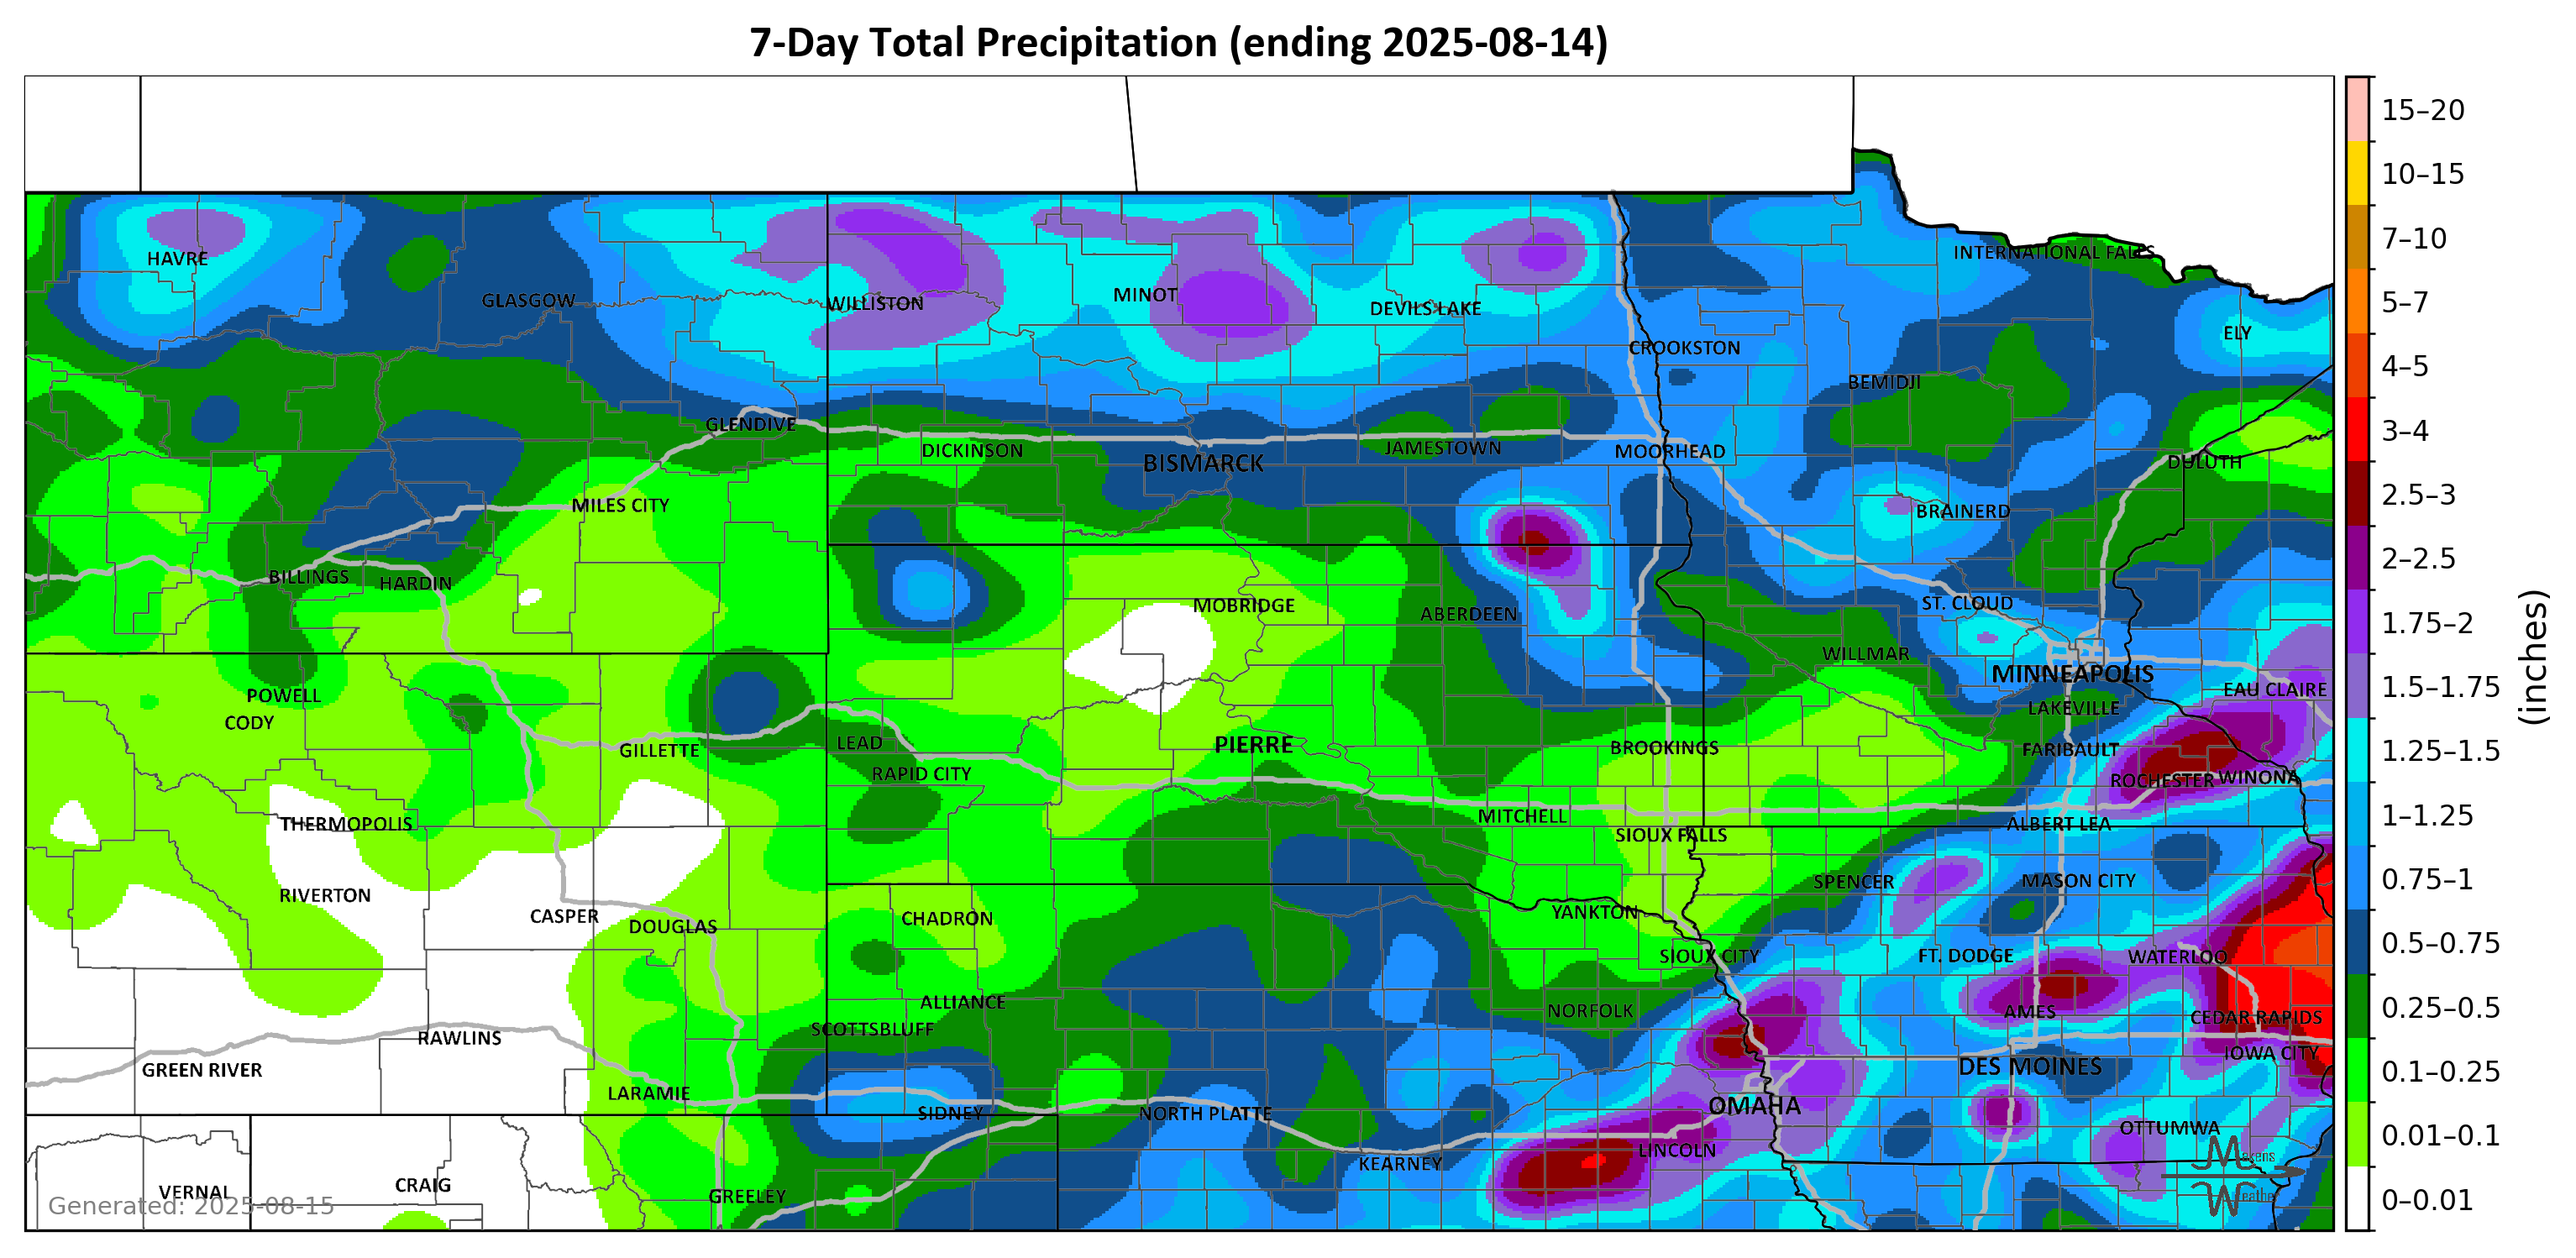 7-Day Total Precipitation (ending 2025-08-14)
15–20
10–15
7–10
5–7
4–5
3–4
2.5–3
2–2.5
1.75–2
1.5–1.75
1.25–1.5
1–1.25
0.75–1
0.5–0.75
0.25–0.5
0.1–0.25
0.01–0.1
0–0.01
(inches)
INTERNATIONAL FALLS
HAVRE
GLASGOW
WILLISTON
MINOT
DEVILS LAKE
ELY
CROOKSTON
BEMIDJI
GLENDIVE
DICKINSON
BISMARCK
JAMESTOWN
MOORHEAD
DULUTH
MILES CITY
BRAINERD
BILLINGS
HARDIN
MOBRIDGE
ABERDEEN
ST. CLOUD
WILLMAR
MINNEAPOLIS
POWELL
EAU CLAIRE
CODY
LAKEVILLE
GILLETTE
LEAD
PIERRE
BROOKINGS
FARIBAULT
RAPID CITY
ROCHESTER
WINONA
THERMOPOLIS
MITCHELL
ALBERT LEA
SIOUX FALLS
RIVERTON
SPENCER
MASON CITY
CASPER
DOUGLAS
CHADRON
YANKTON
SIOUX CITY
FT. DODGE
WATERLOO
ALLIANCE
NORFOLK
AMES
CEDAR RAPIDS
SCOTTSBLUFF
RAWLINS
IOWA CITY
GREEN RIVER
DES MOINES
LARAMIE
OMAHA
SIDNEY
NORTH PLATTE
OTTUMWA
LINCOLN
KEARNEY
Makens
Weather
VERNAL
CRAIG
GREELEY
Generated: 2025-08-15